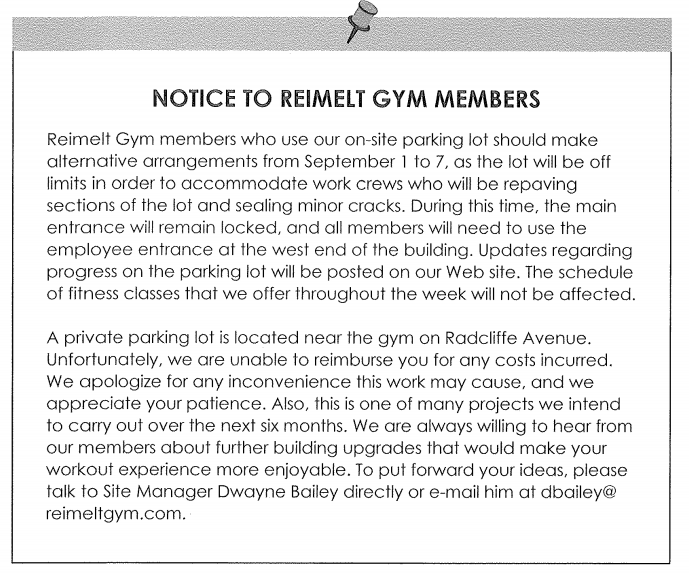 NOTICE TO REIMELT GYM MEMBERS
Reimelt Gym members who use our on-site parking lot should make
alternative arrangements from September 1 to 7, as the lot will be off
limits in order to accommodate work crews who will be repaving
sections of the lot and sealing minor cracks. During this time, the main
entrance will remain locked, and all members will need to use the
employee entrance at the west end of the building. Updates regarding
progress on the parking lot will be posted on our Web site. The schedule
of fitness classes that we offer throughout the week will not be affected.
A private parking lot is located near the gym on Radcliffe Avenue.
Unfortunately, we are unable to reimburse you for any costs incurred.
We apologize for any inconvenience this work may cause, and we
appreciate your patience. Also, this is one of many projects we intend
to carry out over the next six months. We are always willing to hear from
our members about further building upgrades that would make your
workout experience more enjoyable. To put forward your ideas, please
talk to Site Manager Dwayne Bailey directly or e-mail him at dbailey@
reimeltgym.com.